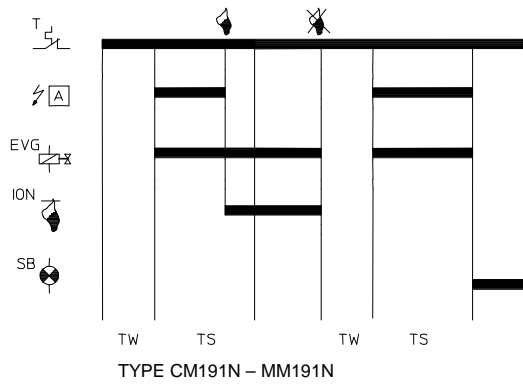 T
A
EVG
ION
SB
TW TS TW TS
TYPE CM191N – MM191N